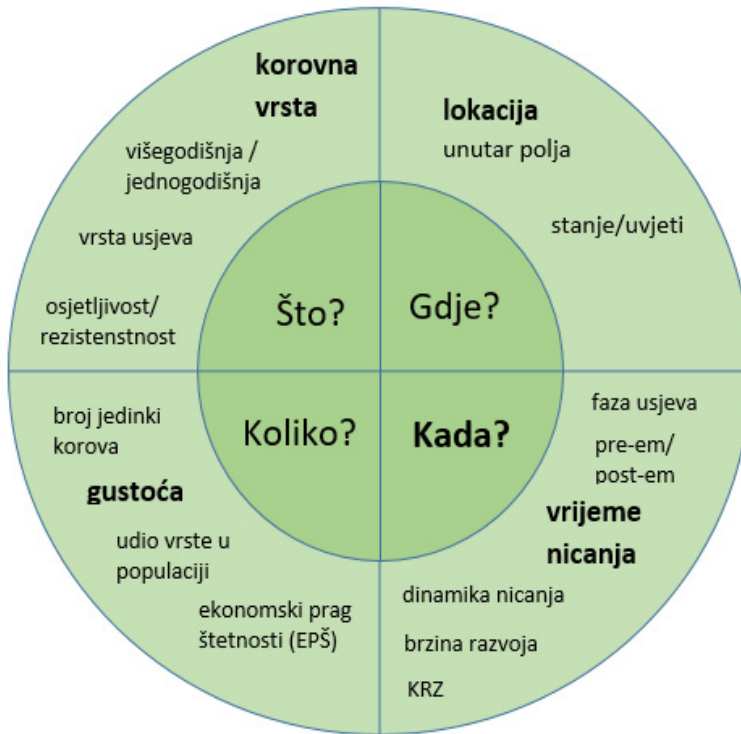 korovna
vrsta
višegodišnja /
jednogodišnja
vrsta usjeva
osjetljivost/
rezistenstnost
Što?
lokacija
unutar polja
stanje/uvjeti
Gdje?
broj jedinki
korova
gustoća
udio vrste u
populaciji
ekonomski prag
štetnosti (EPŠ)
Koliko?
Kada?
faza usjeva
pre-em/
post-em
vrijeme
nicanja
dinamika nicanja
brzina razvoja
KRZ